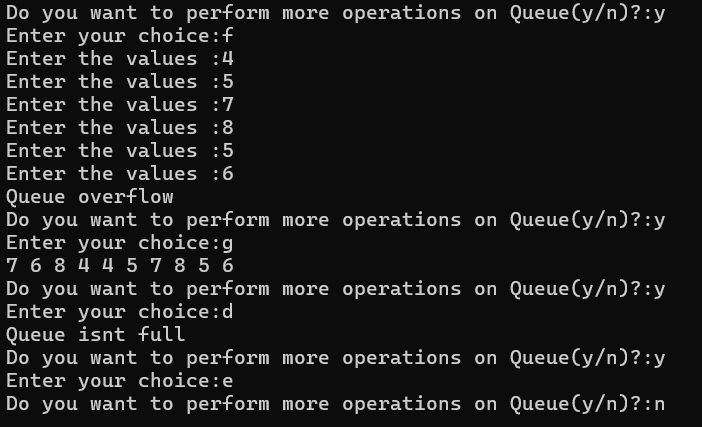 Do you want to perform more operations on Queue(y/n)?:y
Enter your choice:f
Enter the values :4
Enter the values :5
Enter the values :7
Enter the values :8
Enter the values :5
Enter the values :6
Queue overflow
Do you want to perform more operations on Queue(y/n)?:y
Enter your choice:g
7 6 8 4 4 5 7 8 5 6
Do you want to perform more operations on Queue(y/n)?:y
Enter your choice:d
Queue isnt full
Do you want to perform more operations on Queue(y/n)?:y
Enter your choice:e
Do you want to perform more operations on Queue(y/n)?:n